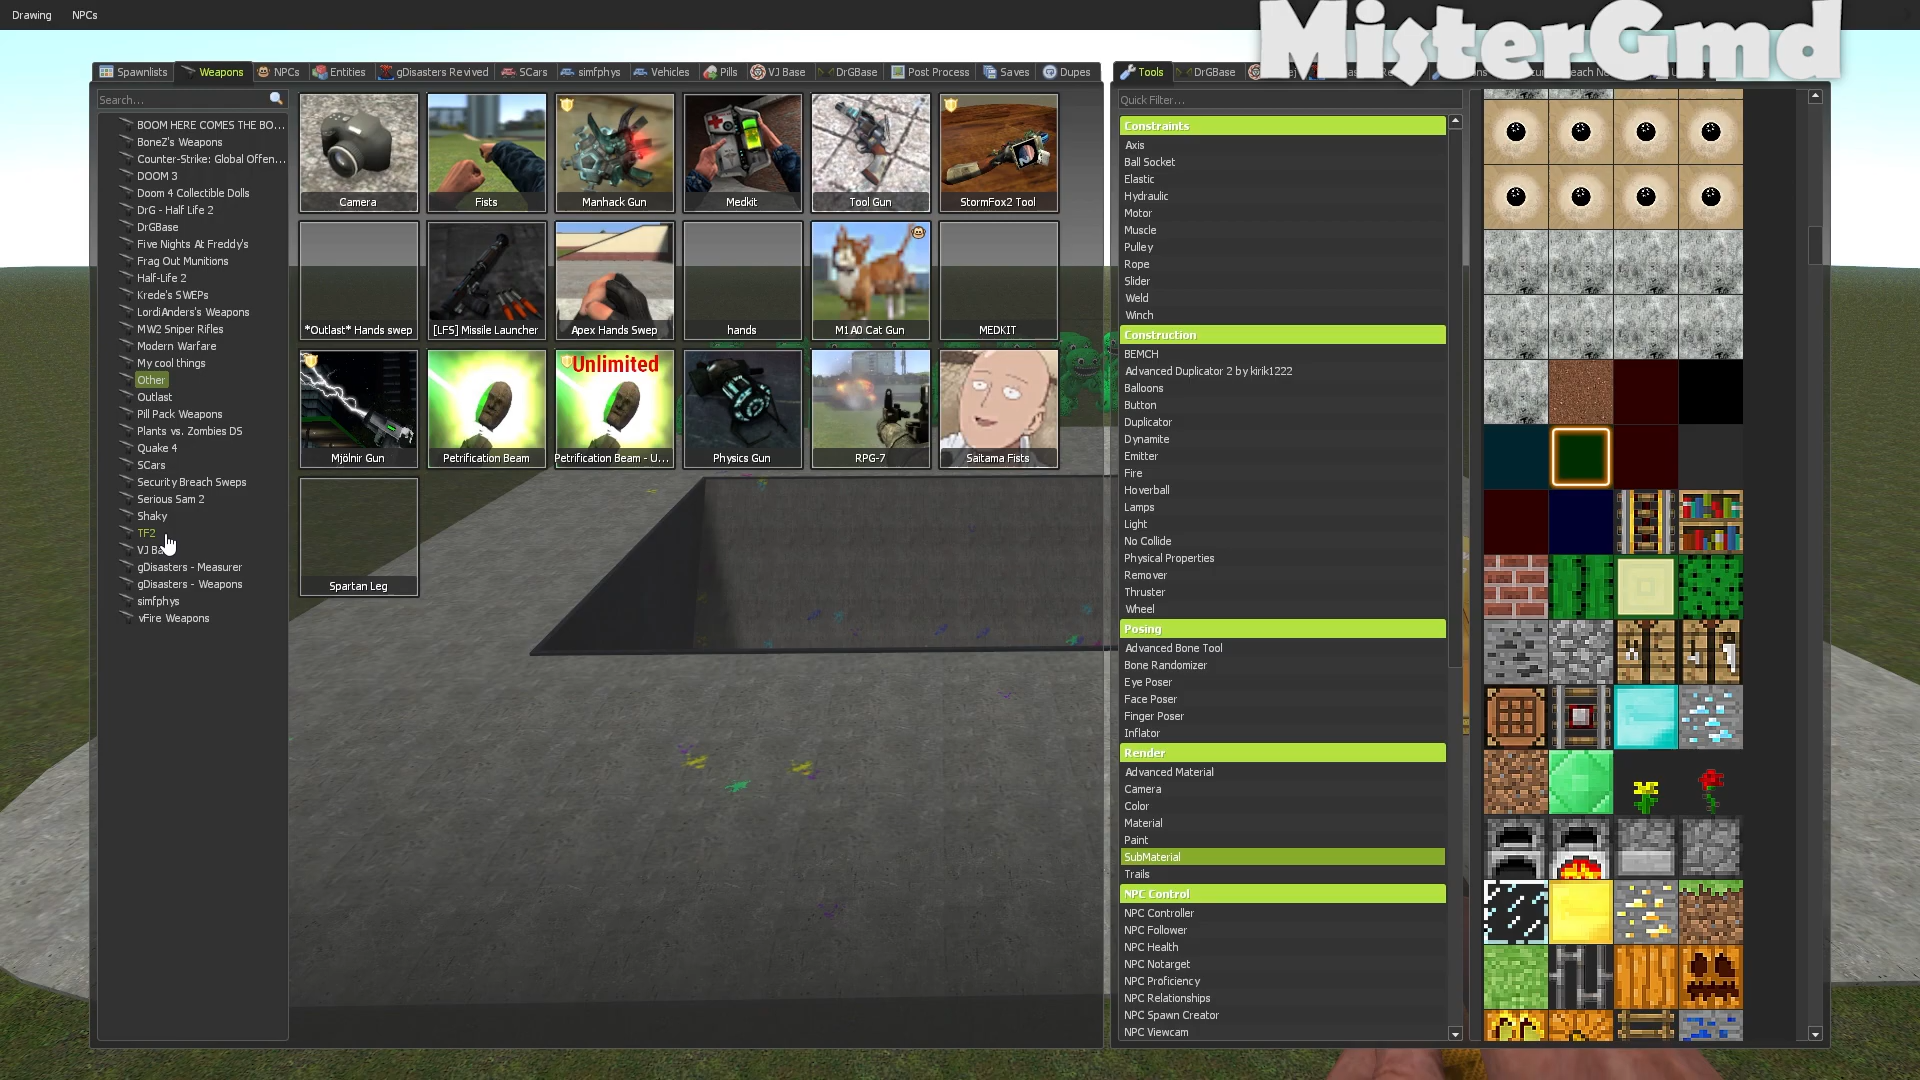 Drawing NPCs
MisterGmd
Spawnlists Weapons NPCs Entities gDisasters Revived SCars simfphys Vehicles Pills VJ Base DrGBase Post Process Saves Dupes
Tools DrGBase
Search...
BOOM HERE COMES THE BO...
BoneZ's Weapons
Counter-Strike: Global Offen...
DOOM 3
Doom 4 Collectible Dolls
DrG - Half Life 2
DrGBase
Five Nights At Freddy's
Frag Out Munitions
Half-Life 2
Krede's SWEPs
LordiAnders's Weapons
MW2 Sniper Rifles
Modern Warfare
My cool things
Other
Outlast
Pill Pack Weapons
Plants vs. Zombies DS
Quake 4
SCars
Security Breach Sweps
Serious Sam 2
Shaky
TF2
gDisasters - Measurer
gDisasters - Weapons
simfphys
vFire Weapons
Camera Fists Manhack Gun Medkit Tool Gun StormFox2 Tool
*Outlast* Hands swep [LFS] Missile Launcher Apex Hands Swep hands M1A0 Cat Gun MEDKIT
Unlimited
Mjölnir Gun Petrification Beam Petrification Beam - U... Physics Gun RPG-7 Saitama Fists
Spartan Leg
Quick Filter...
Constraints
Axis
Ball Socket
Elastic
Hydraulic
Motor
Muscle
Pulley
Rope
Slider
Weld
Winch
Construction
BEMCH
Advanced Duplicator 2 by kirik1222
Balloons
Button
Duplicator
Dynamite
Emitter
Fire
Hoverball
Lamps
Light
No Collide
Physical Properties
Remover
Thruster
Wheel
Posing
Advanced Bone Tool
Bone Randomizer
Eye Poser
Face Poser
Finger Poser
Inflator
Render
Advanced Material
Camera
Color
Material
Paint
SubMaterial
Trails
NPC Control
NPC Controller
NPC Follower
NPC Health
NPC Notarget
NPC Proficiency
NPC Relationships
NPC Spawn Creator
NPC Viewcam